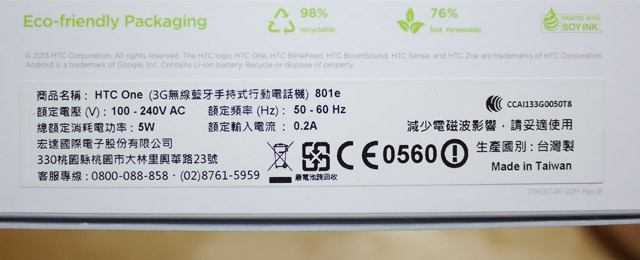 Eco-friendly Packaging
98%
recyclable
76%
fast renewable
PRINTED WITH
SOY INK
© 2013 HTC Corporation. All rights reserved. The HTC logo, HTC One, HTC BlinkFeed, HTC BoomSound, HTC Sense, and HTC Zoe are trademarks of HTC Corporation.
Android is a trademark of Google, Inc. Contains Li-ion battery. Recycle or dispose of properly.
商品名稱: HTC One (3G無線藍牙手持式行動電話機) 801e
額定電壓 (V): 100 - 240V AC 額定頻率 (Hz): 50 - 60 Hz
總額定消耗電功率: 5W 額定輸入電流: 0.2A
宏達國際電子股份有限公司
330桃園縣桃園市大林里興華路23號
客服專線: 0800-088-858、(02)8761-5959
廢電池請回收
CE0560
CCAI133G0050T8
減少電磁波影響，請妥適使用
生產國別: 台灣製
Made in Taiwan
77H01746-22M Rev.B